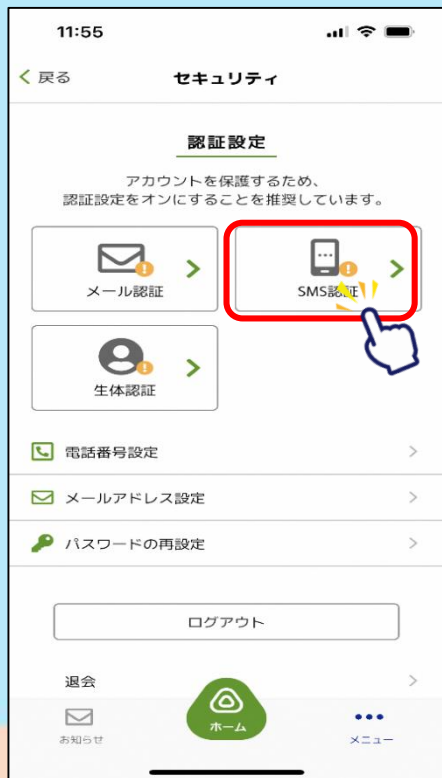 11:55
戻る
セキュリティ
認証設定
アカウントを保護するため、
認証設定をオンにすることを推奨しています。
メール認証
SMS認証
生体認証
電話番号設定
メールアドレス設定
パスワードの再設定
ログアウト
退会
お知らせ
ホーム
メニュー